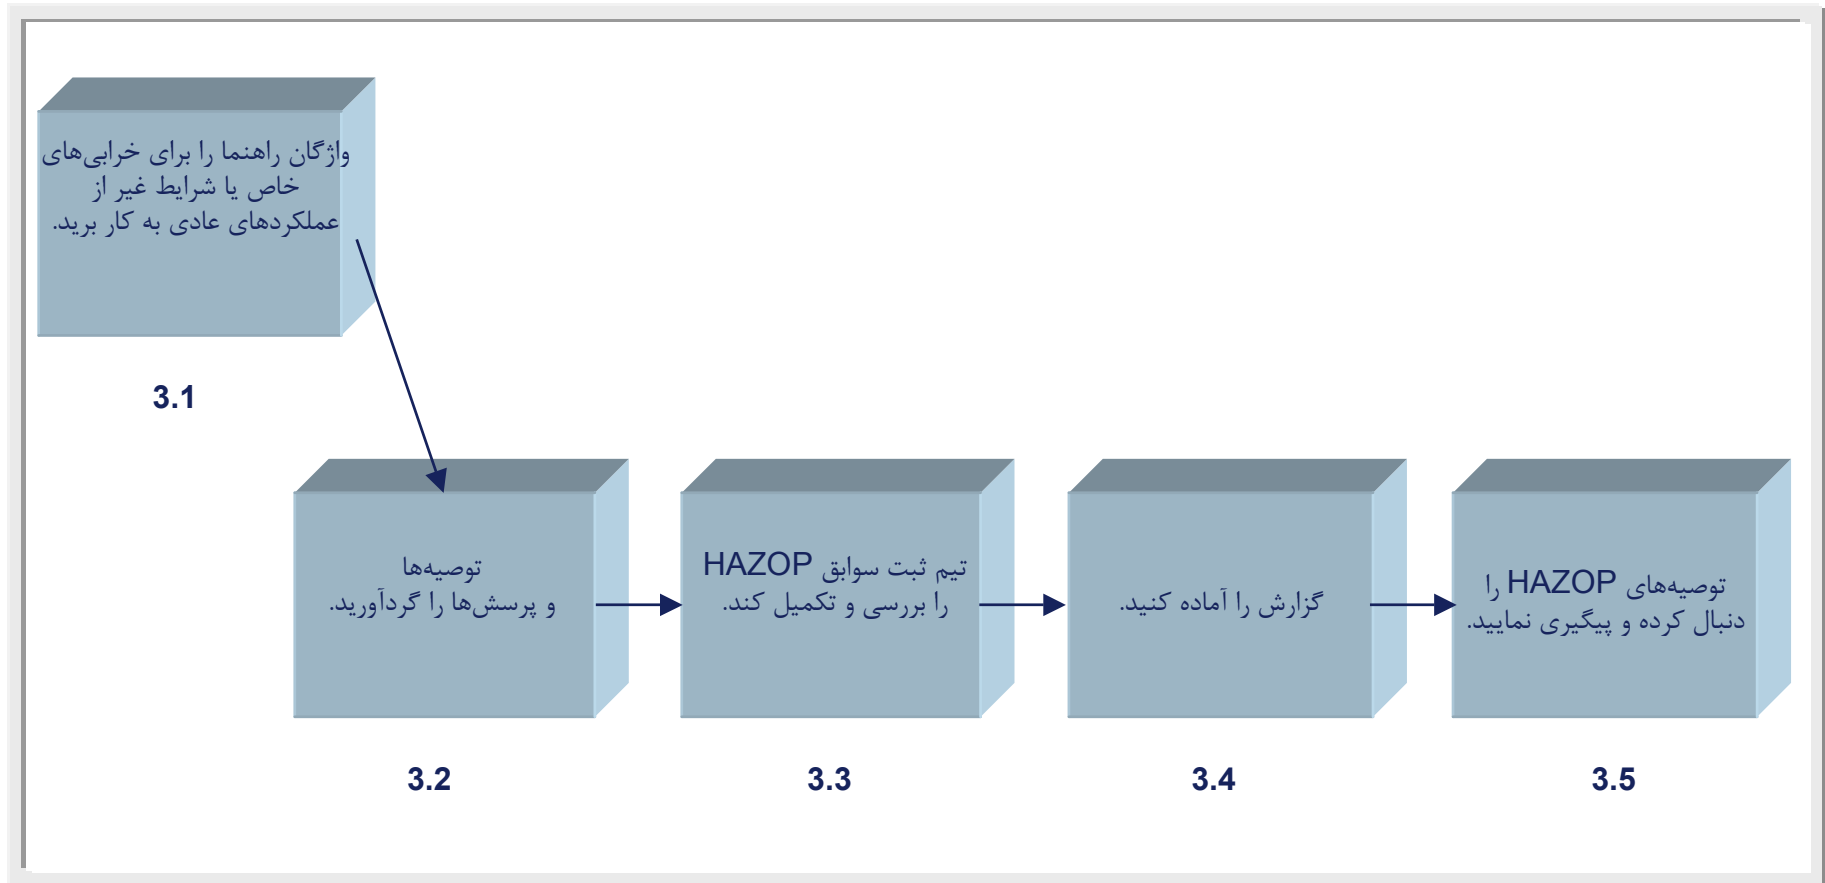 واژگان راهنما را برای خرابی‌های
خاص یا شرایط غیر از
عملکردهای عادی به کار برید.
3.1
توصیه‌ها
و پرسش‌ها را گردآورید.
3.2
تیم ثبت سوابق HAZOP
را بررسی و تکمیل کند.
3.3
گزارش را آماده کنید.
3.4
توصیه‌های HAZOP را
دنبال کرده و پیگیری نمایید.
3.5